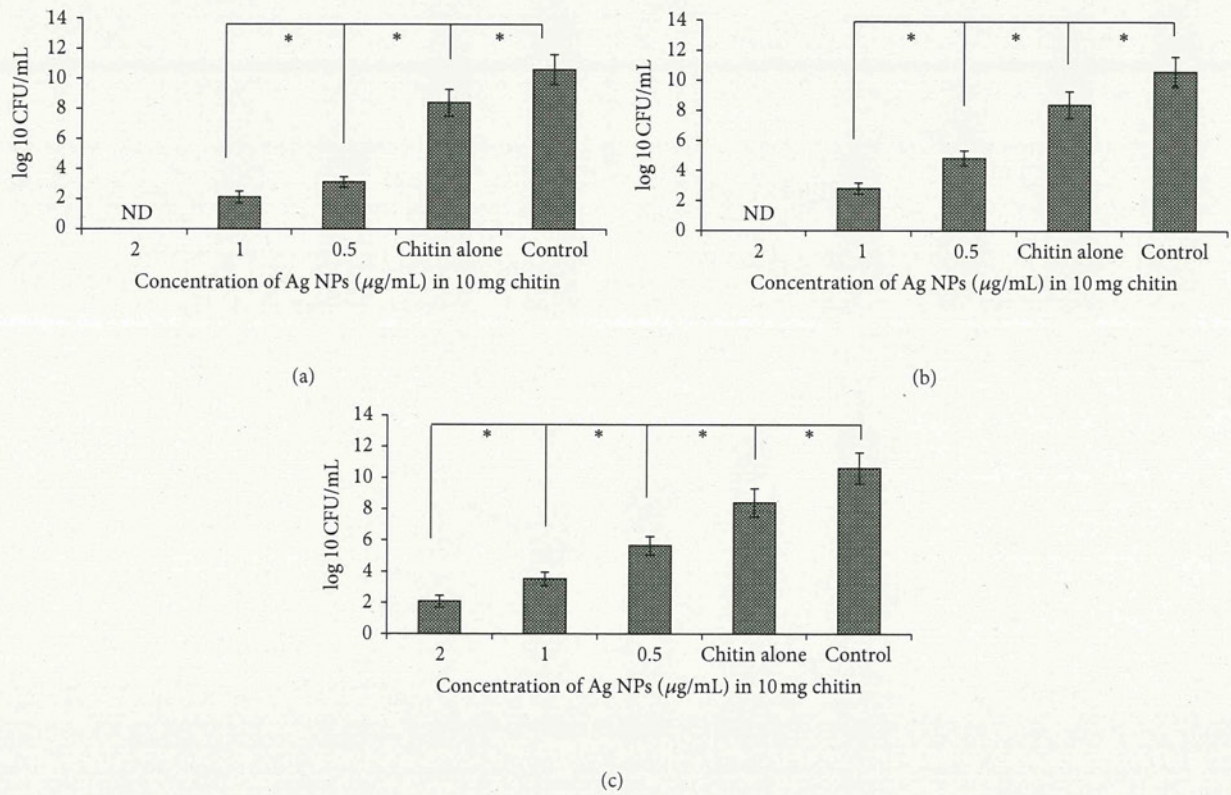 14
12
10
8
6
4
2
0
log 10 CFU/mL
* * *
ND
2 1 0.5 Chitin alone Control
Concentration of Ag NPs (μg/mL) in 10 mg chitin
(a)
14
12
10
8
6
4
2
0
log 10 CFU/mL
* * *
ND
2 1 0.5 Chitin alone Control
Concentration of Ag NPs (μg/mL) in 10 mg chitin
(b)
14
12
10
8
6
4
2
0
log 10 CFU/mL
* * * *
2 1 0.5 Chitin alone Control
Concentration of Ag NPs (μg/mL) in 10 mg chitin
(c)